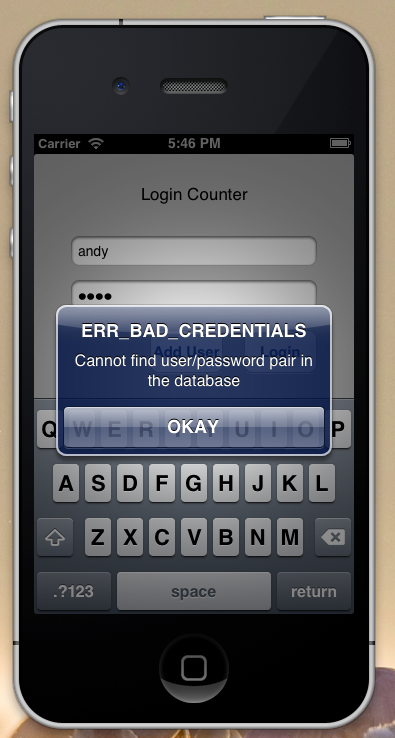 Carrier 5:46 PM
Login Counter
andy
••••
ERR_BAD_CREDENTIALS
Cannot find user/password pair in
the database
Add User Login
OKAY
Q W E R T Y U I O P
A S D F G H J K L
Z X C V B N M
.?123 space return